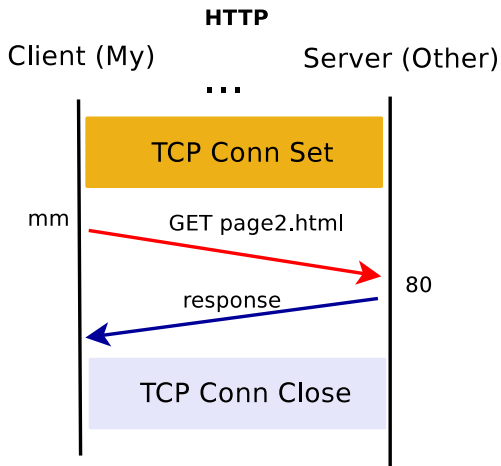 HTTP
Client (My)
Server (Other)
...
TCP Conn Set
mm
GET page2.html
80
response
TCP Conn Close